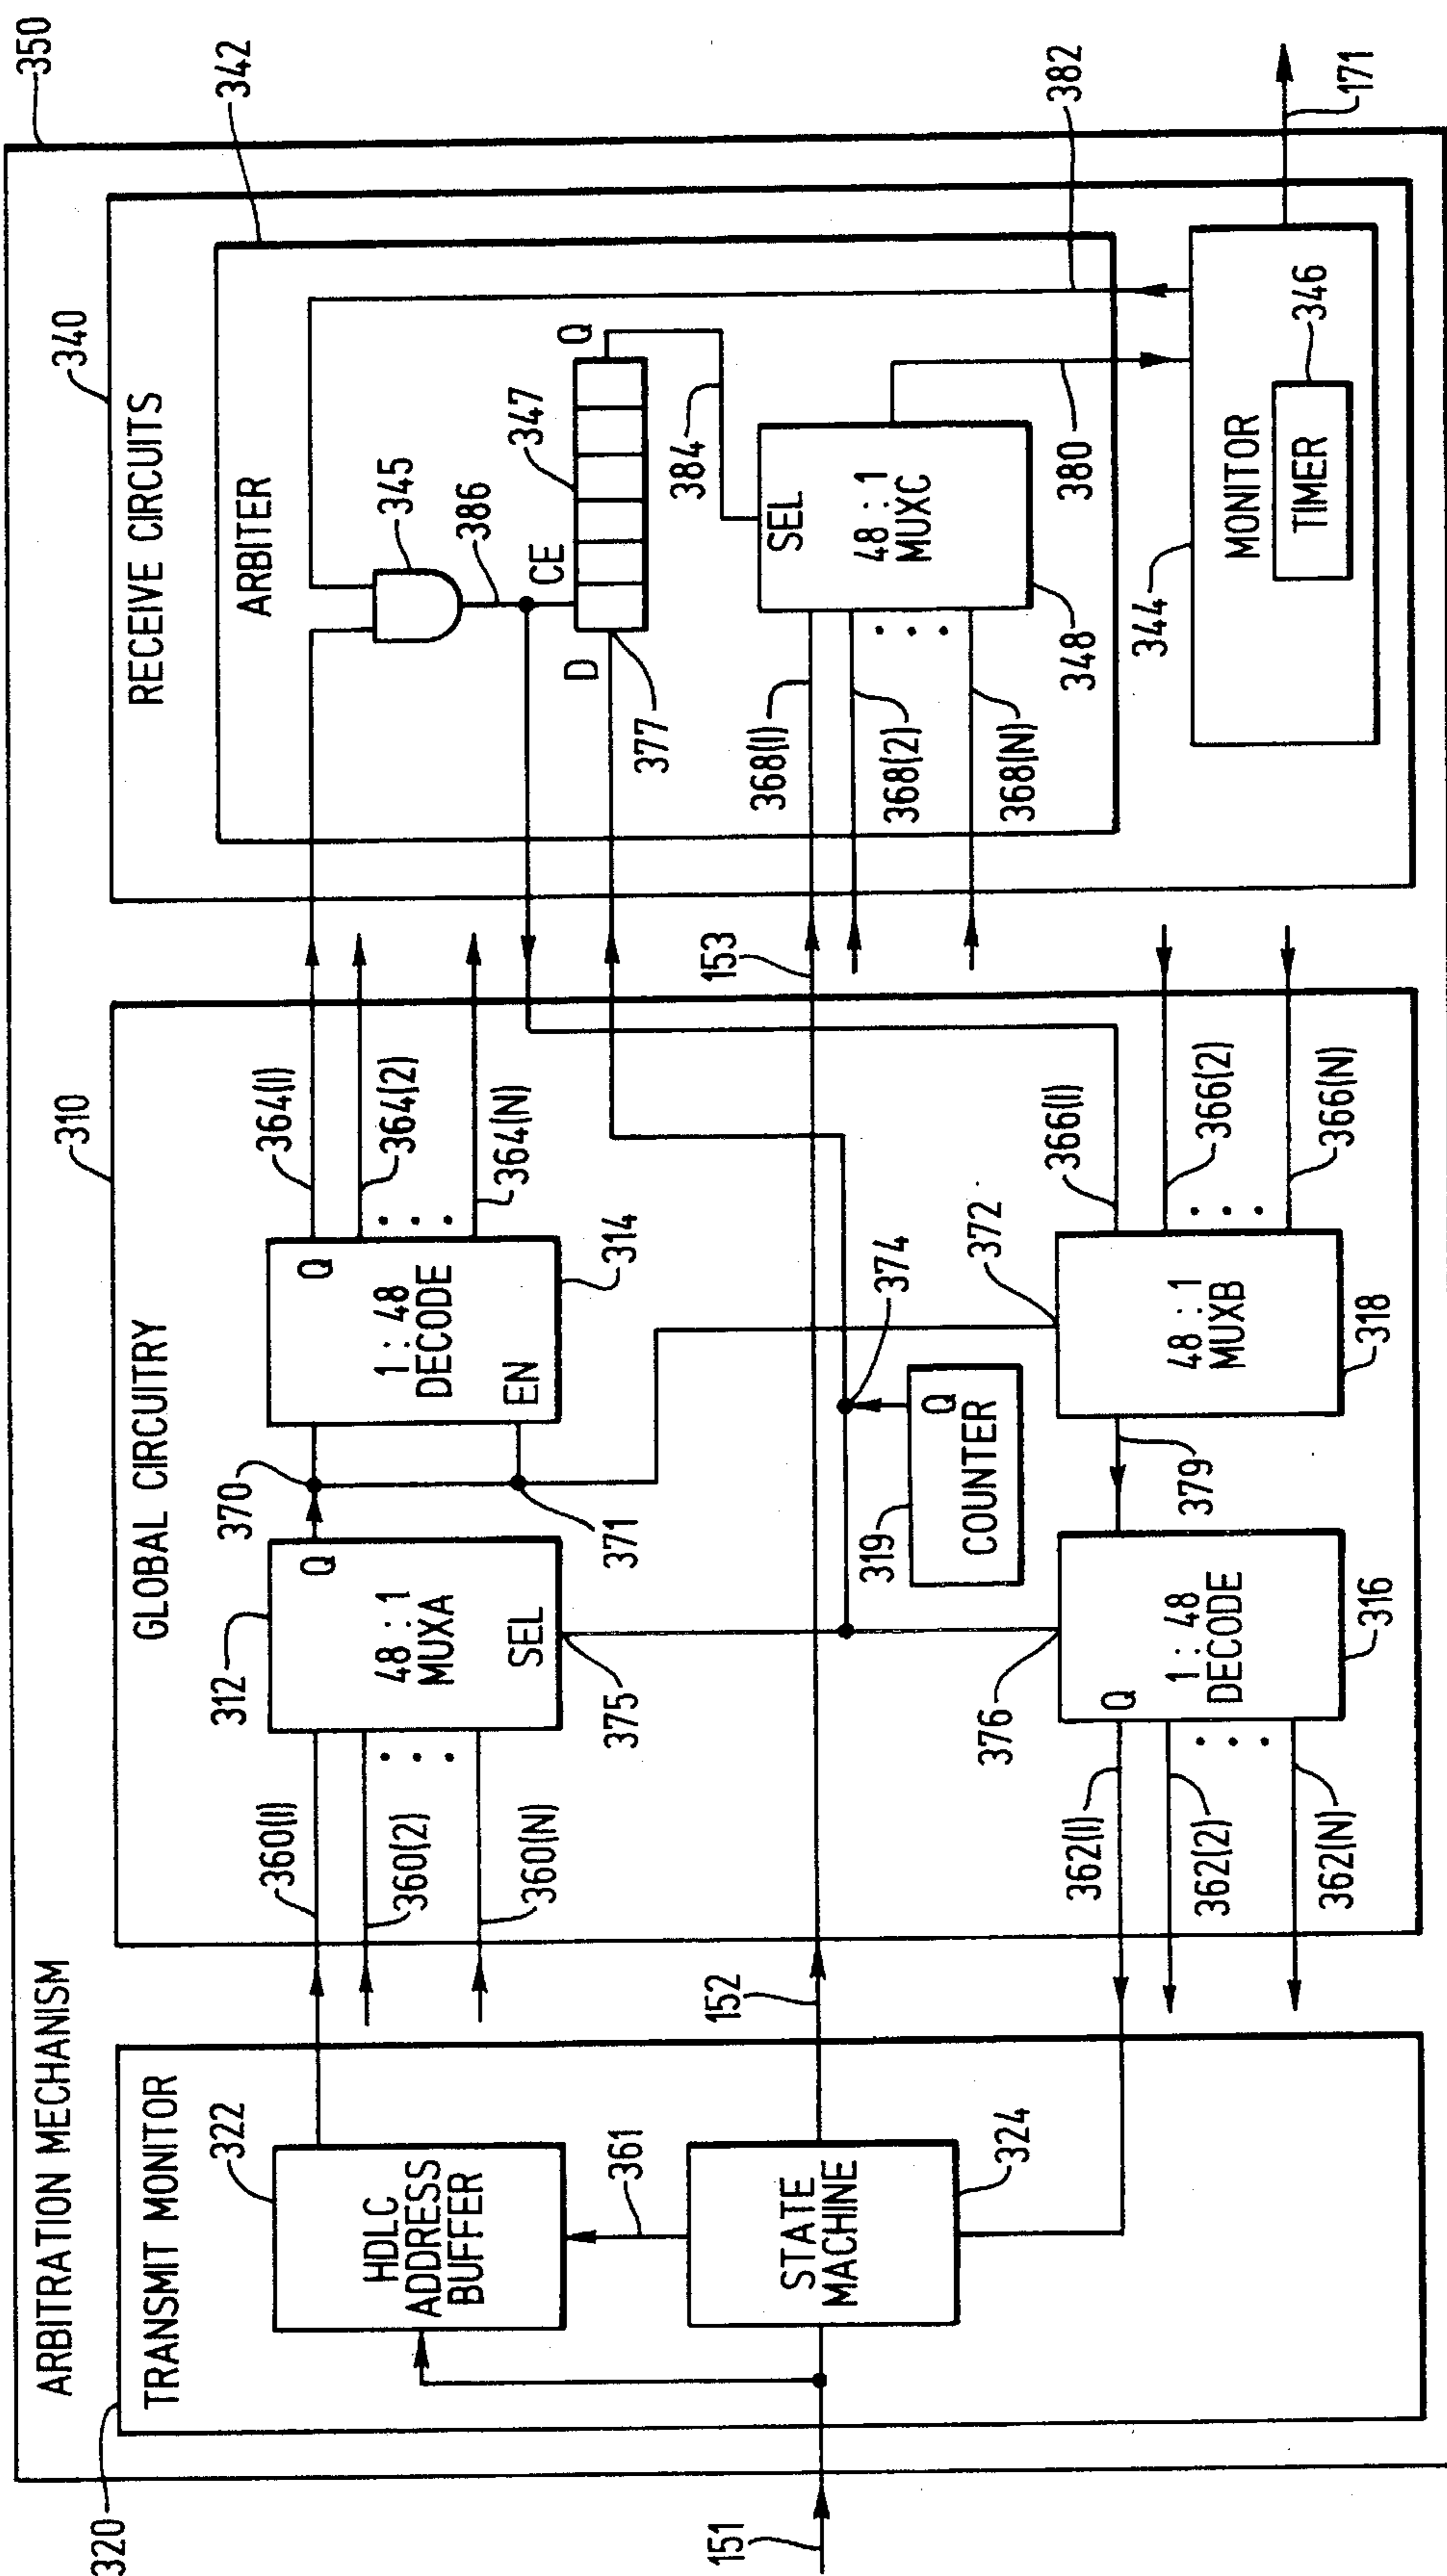 350
ARBITRATION MECHANISM
320
TRANSMIT MONITOR
322
HDLC
ADDRESS
BUFFER
361
STATE
MACHINE
324
151
152
310
GLOBAL CIRCUITRY
360(1)
360(2)
360(N)
312
48 : 1
MUXA
Q
SEL
375
370
371
314
1 : 48
DECODE
Q
EN
364(1)
364(2)
364(N)
153
374
319
Q
COUNTER
376
Q
1 : 48
DECODE
316
362(1)
362(2)
362(N)
379
372
48 : 1
MUXB
318
366(1)
366(2)
366(N)
340
RECEIVE CIRCUITS
342
ARBITER
345
386
CE
347
D
Q
377
384
368(1)
368(2)
368(N)
SEL
48 : 1
MUXC
348
380
382
344
MONITOR
TIMER
346
171